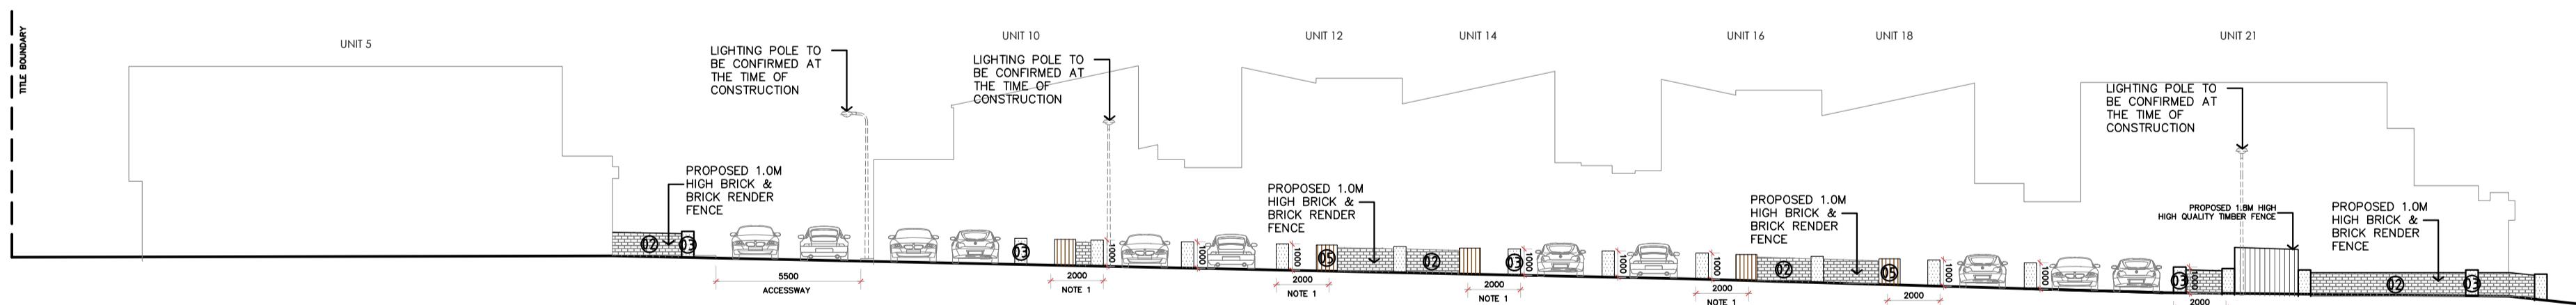 TITLE BOUNDARY
UNIT 5
LIGHTING POLE TO
BE CONFIRMED AT
THE TIME OF
CONSTRUCTION
UNIT 10
LIGHTING POLE TO
BE CONFIRMED AT
THE TIME OF
CONSTRUCTION
UNIT 12
UNIT 14
UNIT 16
UNIT 18
UNIT 21
LIGHTING POLE TO
BE CONFIRMED AT
THE TIME OF
CONSTRUCTION
PROPOSED 1.0M
HIGH BRICK &
BRICK RENDER
FENCE
PROPOSED 1.0M
HIGH BRICK &
BRICK RENDER
FENCE
PROPOSED 1.0M
HIGH BRICK &
BRICK RENDER
FENCE
PROPOSED 1.8M HIGH
HIGH QUALITY TIMBER FENCE
PROPOSED 1.0M
HIGH BRICK &
BRICK RENDER
FENCE
02
03
03
1000
1000
1000
05
02
03
1000
1000
1000
02
05
1000
1000
03
1000
02
03
5500
ACCESSWAY
2000
NOTE 1
2000
NOTE 1
2000
NOTE 1
2000
NOTE 1
2000
2000